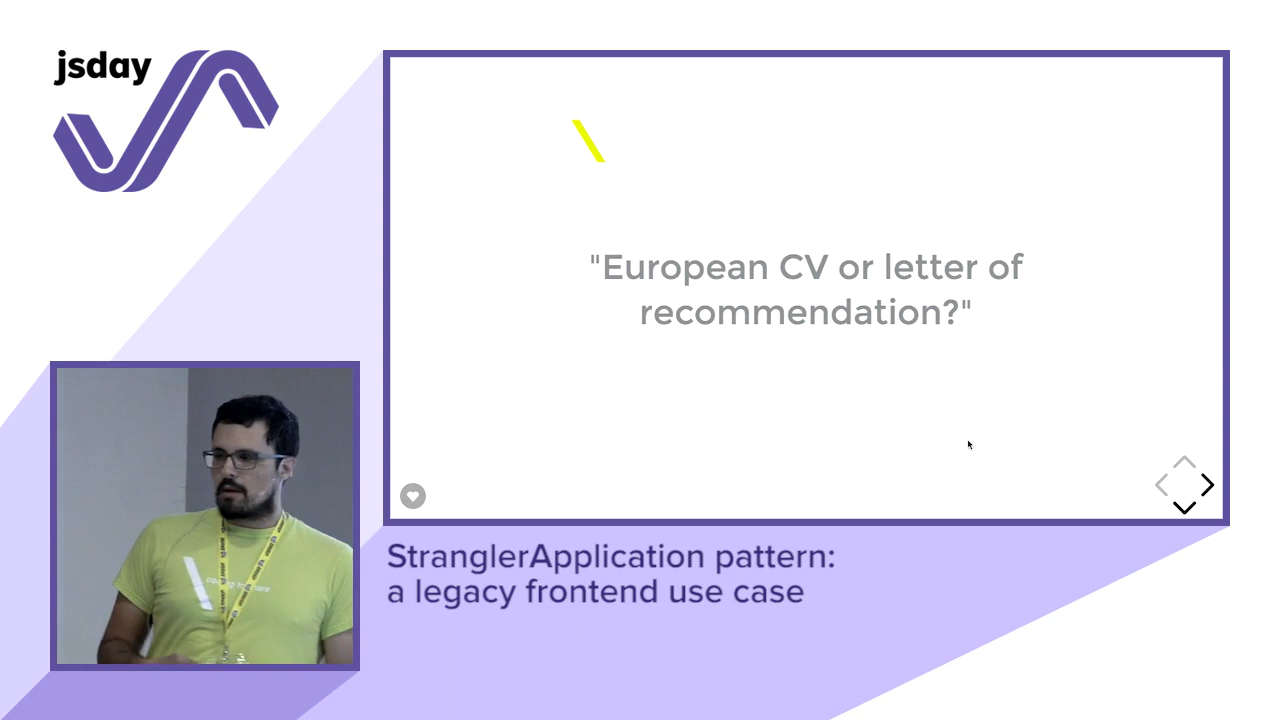 jsday
"European CV or letter of
recommendation?"
StranglerApplication pattern:
a legacy frontend use case